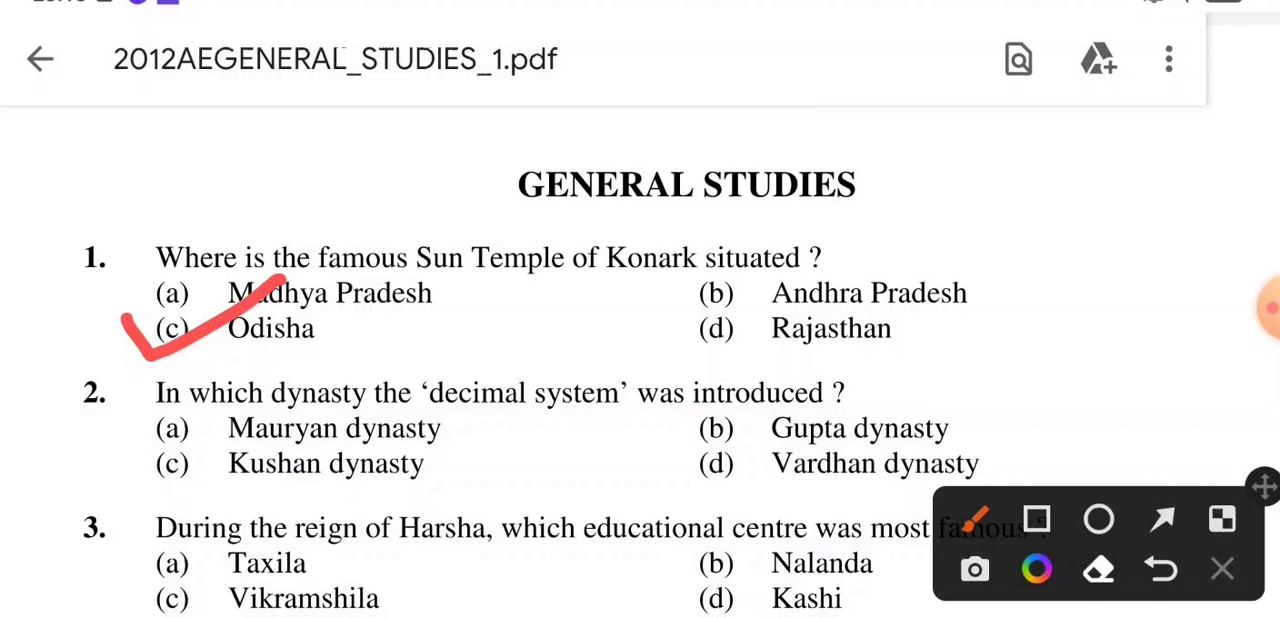 2012AEGENERAL_STUDIES_1.pdf
GENERAL STUDIES
1. Where is the famous Sun Temple of Konark situated ?
(a) Madhya Pradesh (b) Andhra Pradesh
(c) Odisha (d) Rajasthan
2. In which dynasty the ‘decimal system’ was introduced ?
(a) Mauryan dynasty (b) Gupta dynasty
(c) Kushan dynasty (d) Vardhan dynasty
3. During the reign of Harsha, which educational centre was most famous ?
(a) Taxila (b) Nalanda
(c) Vikramshila (d) Kashi